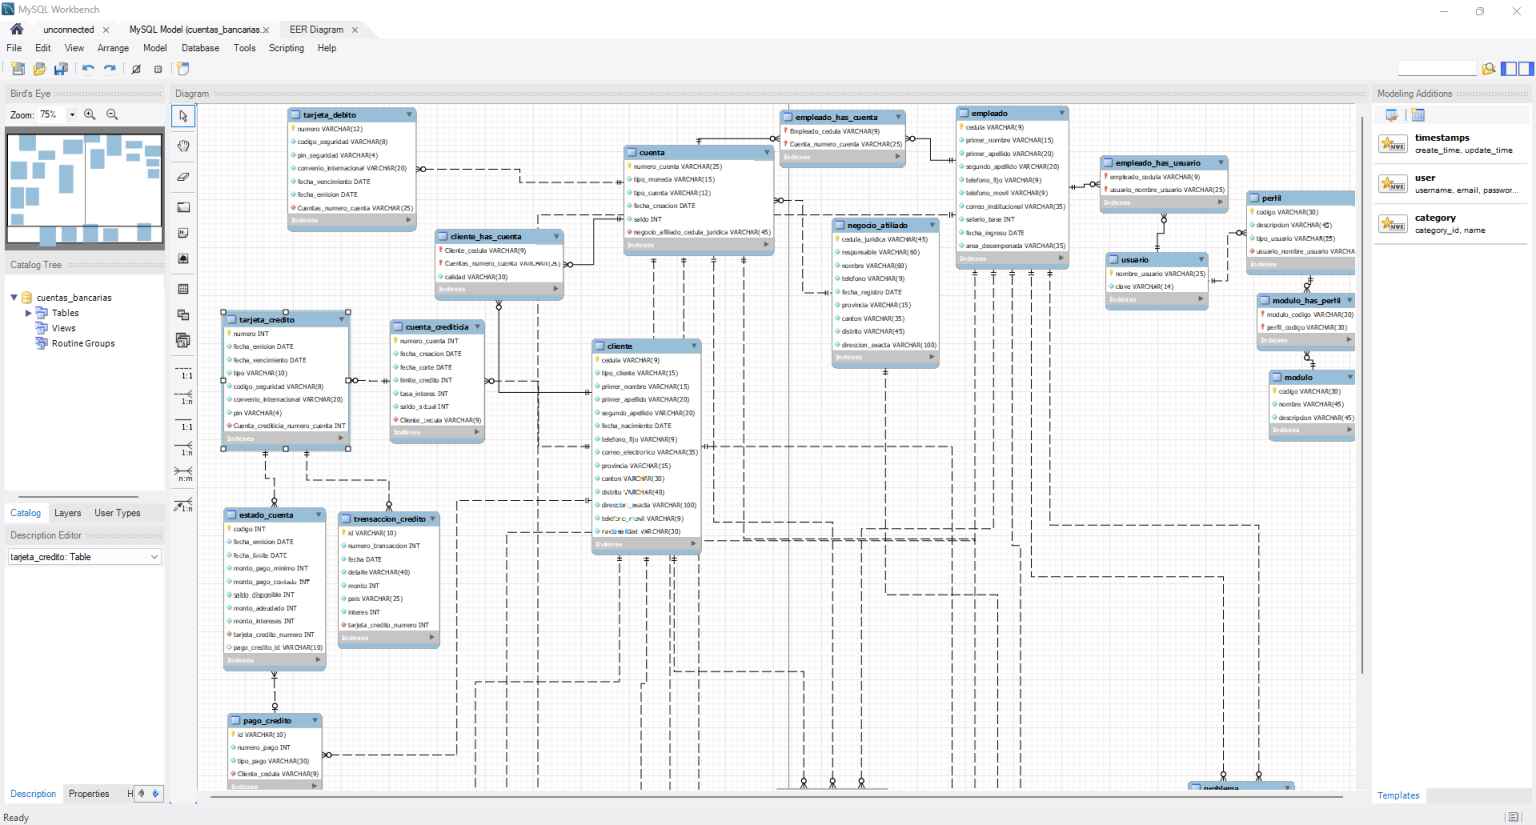 MySQL Workbench
unconnected
MySQL Model (cuentas_bancarias.
EER Diagram
File Edit View Arrange Model Database Tools Scripting Help
Bird's Eye
Zoom: 75%
Catalog Tree
cuentas_bancarias
Tables
Views
Routine Groups
Catalog Layers User Types
Description Editor
tarjeta_credito: Table
Description Properties H
Ready
Diagram
1:1
1:n
1:1
1:n
n:m
1:n
tarjeta_debito
numero VARCHAR(12)
codigo_seguridad VARCHAR(8)
pin_seguridad VARCHAR(4)
convenio_internacional VARCHAR(20)
fecha_vencimiento DATE
fecha_emision DATE
Cuentas_numero_cuenta VARCHAR(25)
Indexes
cuenta
numero_cuenta VARCHAR(25)
tipo_moneda VARCHAR(15)
tipo_cuenta VARCHAR(12)
fecha_creacion DATE
saldo INT
negocio_afiliado_cedula_juridica VARCHAR(45)
Indexes
empleado_has_cuenta
Empleado_cedula VARCHAR(9)
Cuenta_numero_cuenta VARCHAR(25)
Indexes
empleado
cedula VARCHAR(9)
primer_nombre VARCHAR(15)
primer_apellido VARCHAR(20)
segundo_apellido VARCHAR(20)
telefono_fijo VARCHAR(9)
telefono_movil VARCHAR(9)
correo_institucional VARCHAR(35)
salario_base INT
fecha_ingreso DATE
area_desempenada VARCHAR(35)
Indexes
empleado_has_usuario
empleado_cedula VARCHAR(9)
usuario_nombre_usuario VARCHAR(25)
Indexes
perfil
codigo VARCHAR(30)
descripcion VARCHAR(45)
tipo_usuario VARCHAR(25)
usuario_nombre_usuario VARCHA
Indexes
cliente_has_cuenta
Cliente_cedula VARCHAR(9)
Cuentas_numero_cuenta VARCHAR(25)
calidad VARCHAR(30)
Indexes
negocio_afiliado
cedula_juridica VARCHAR(45)
responsable VARCHAR(60)
nombre VARCHAR(60)
telefono VARCHAR(9)
fecha_registro DATE
provincia VARCHAR(15)
canton VARCHAR(35)
distrito VARCHAR(45)
direccion_exacta VARCHAR(100)
Indexes
usuario
nombre_usuario VARCHAR(25)
clave VARCHAR(14)
Indexes
modulo_has_perfil
modulo_codigo VARCHAR(30)
perfil_codigo VARCHAR(30)
Indexes
modulo
codigo VARCHAR(30)
nombre VARCHAR(45)
descripcion VARCHAR(45)
Indexes
tarjeta_credito
numero INT
fecha_emision DATE
fecha_vencimiento DATE
tipo VARCHAR(10)
codigo_seguridad VARCHAR(8)
convenio_internacional VARCHAR(20)
pin VARCHAR(4)
Cuenta_crediticia_numero_cuenta INT
Indexes
cuenta_crediticia
numero_cuenta INT
fecha_creacion DATE
fecha_corte DATE
limite_credito INT
tasa_interes INT
saldo_actual INT
Cliente_cecula VARCHAR(9)
Indexes
cliente
cedula VARCHAR(9)
tipo_cliente VARCHAR(15)
primer_nombre VARCHAR(15)
primer_apellido VARCHAR(20)
segundo_apellido VARCHAR(20)
fecha_nacimiento DATE
telefono_fijo VARCHAR(9)
correo_electronico VARCHAR(35)
provincia VARCHAR(15)
canton VARCHAR(30)
distrito VARCHAR(40)
direccion_exacta VARCHAR(100)
telefono_movil VARCHAR(9)
nacionalidad VARCHAR(30)
Indexes
estado_cuenta
codigo INT
fecha_emision DATE
fecha_limite DATE
monto_pago_minimo INT
monto_pago_contado INT
saldo_disponible INT
monto_adeudado INT
monto_intereses INT
tarjeta_credito_numero INT
pago_credito_id VARCHAR(10)
Indexes
trensaccion_credito
id VARCHAR(10)
numero_transaccion INT
fecha DATE
detalle VARCHAR(40)
monto INT
pais VARCHAR(25)
interes INT
tarjeta_credito_numero INT
Indexes
pago_credito
id VARCHAR(10)
numero_pago INT
tipo_pago VARCHAR(30)
Cliente_cedula VARCHAR(9)
Indexes
problema
Modeling Additions
timestamps
create_time, update_time
user
username, email, passwor...
category
category_id, name
Templates